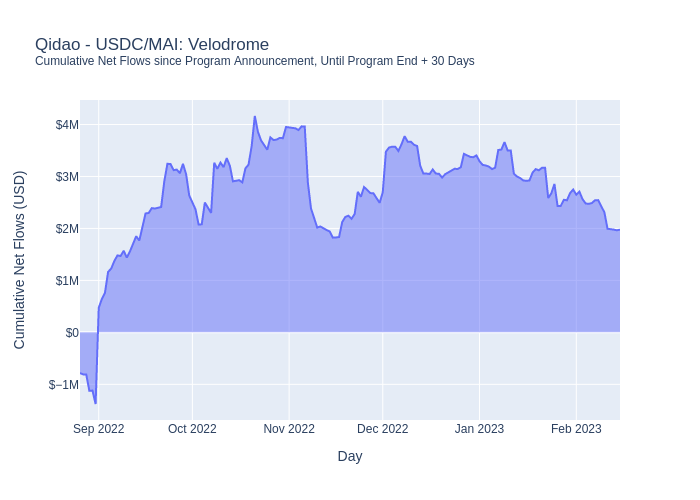 Qidao - USDC/MAI: Velodrome
Cumulative Net Flows since Program Announcement, Until Program End + 30 Days
Cumulative Net Flows (USD)
$4M
$3M
$2M
$1M
$0
$−1M
Sep 2022
Oct 2022
Nov 2022
Dec 2022
Jan 2023
Feb 2023
Day